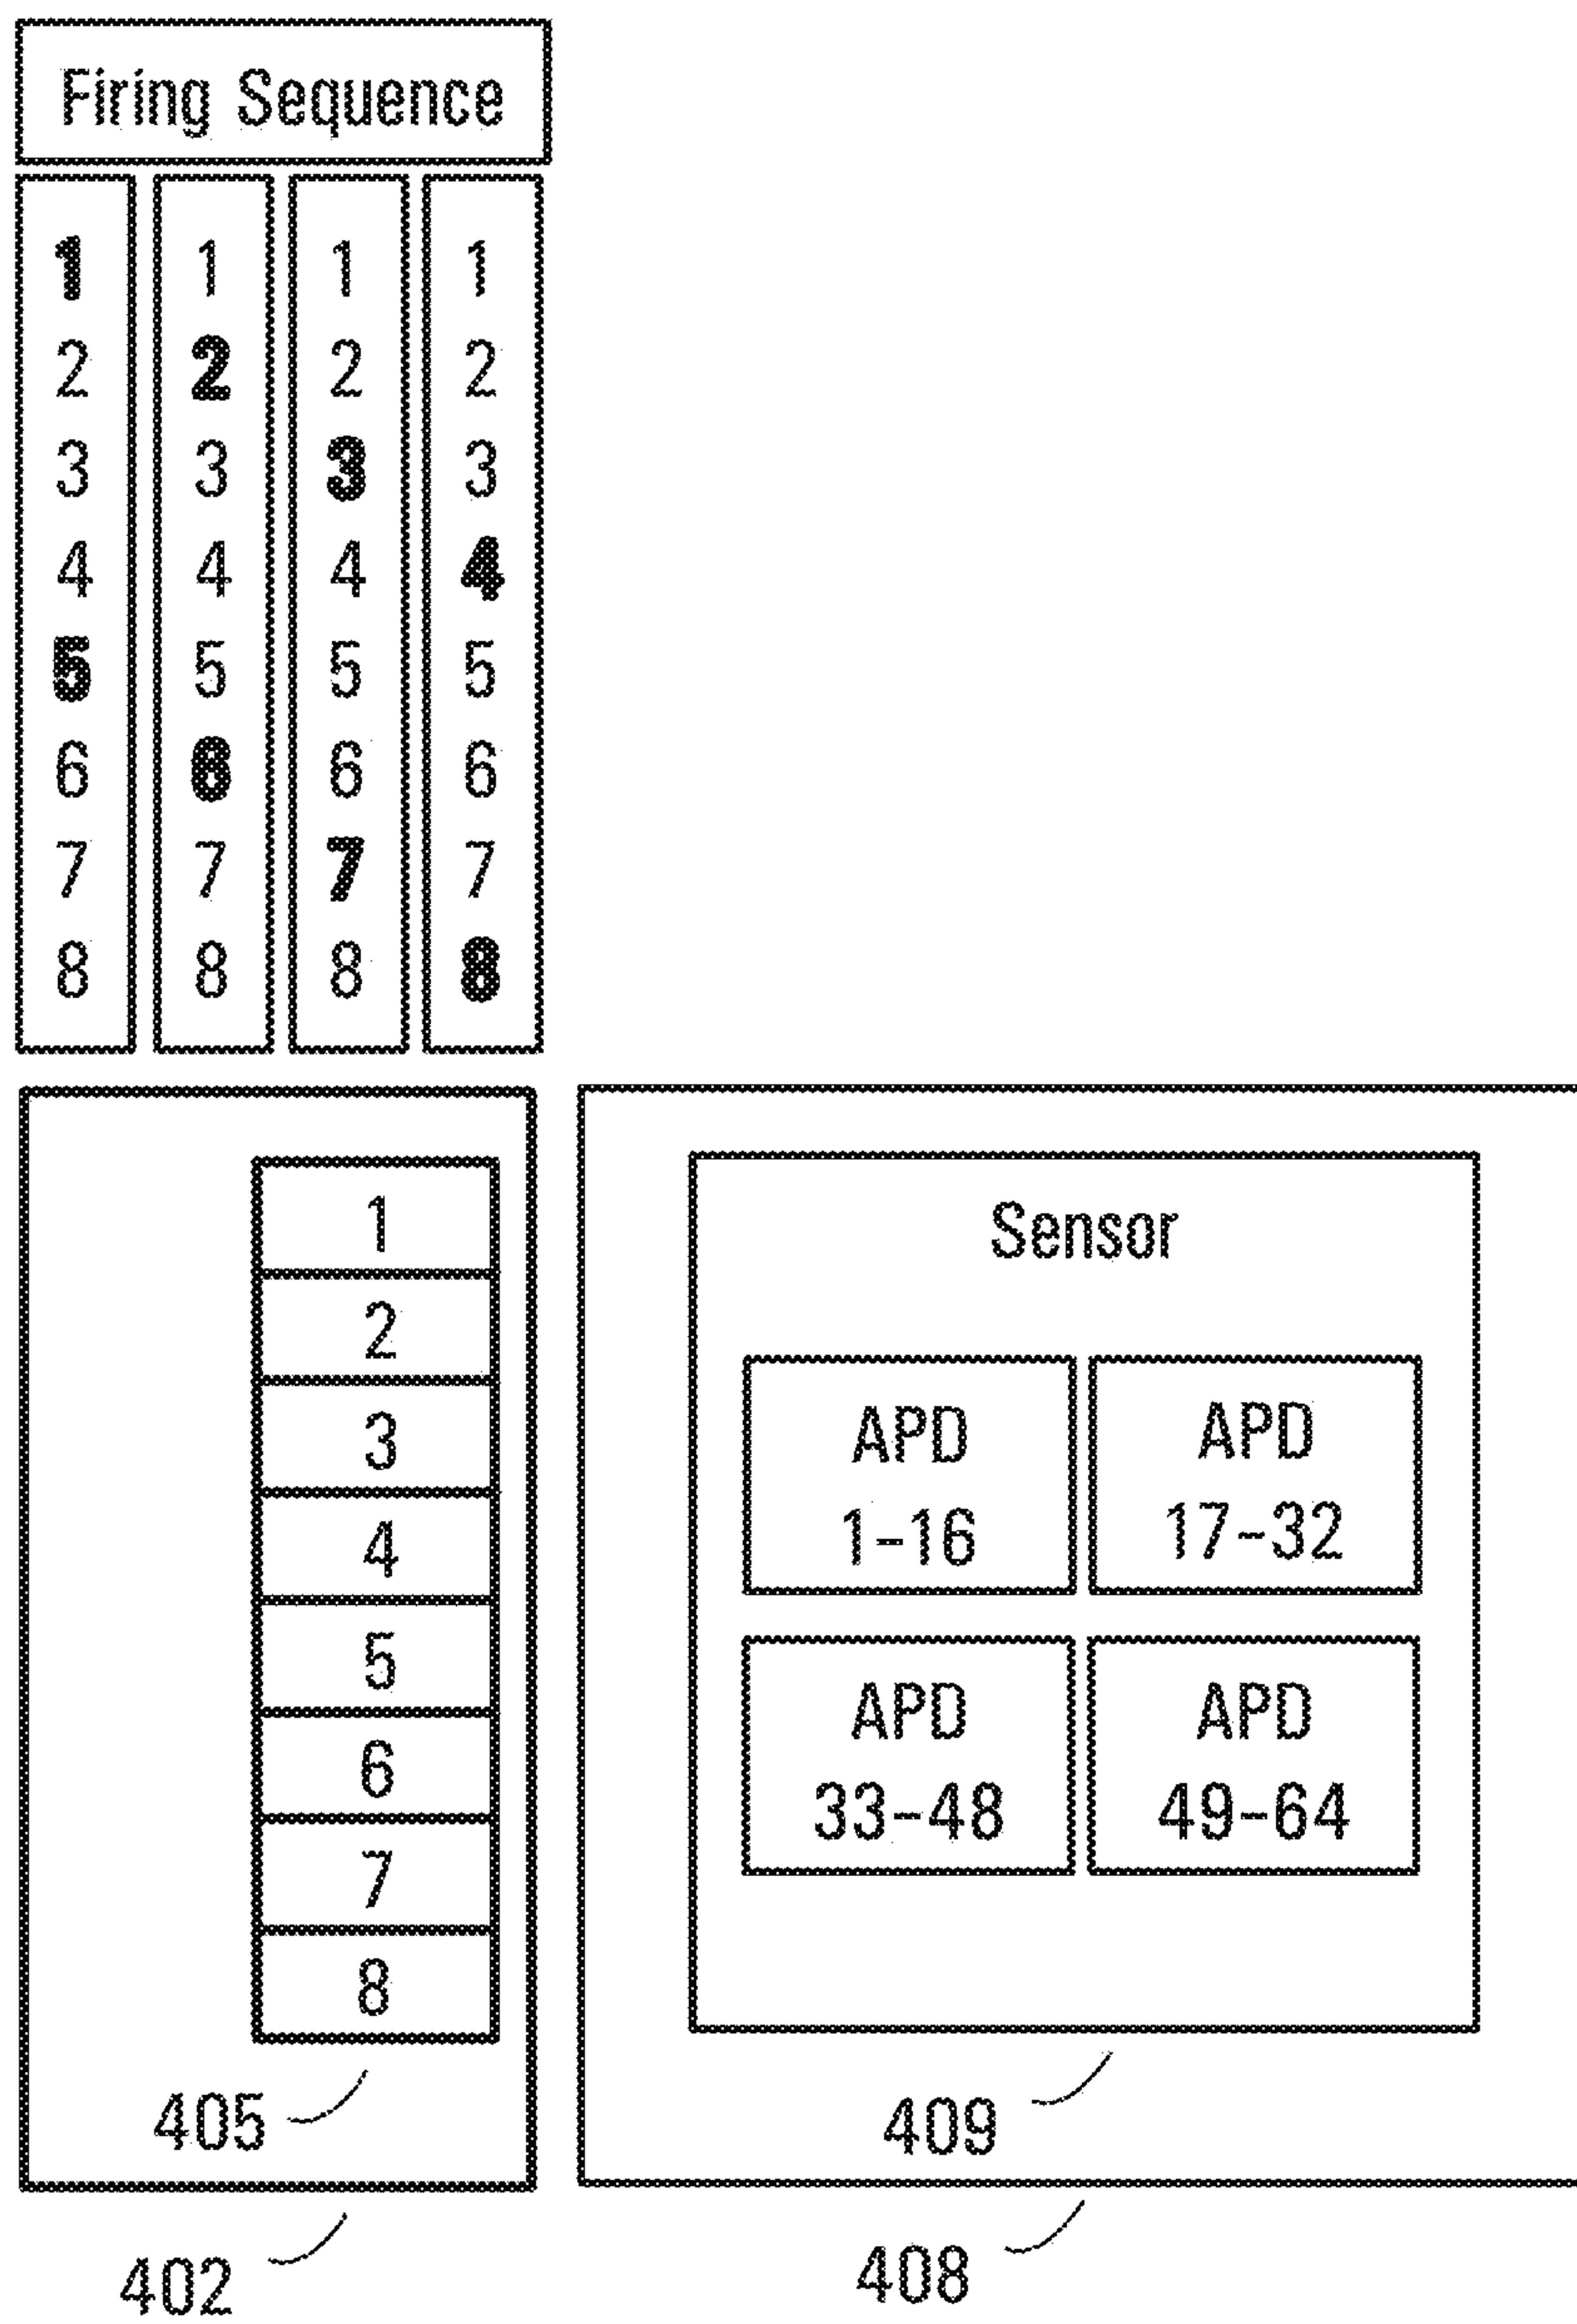 Firing Sequence
1 1 1 1
2 2 2 2
3 3 3 3
4 4 4 4
5 5 5 5
6 6 6 6
7 7 7 7
8 8 8 8
1
2
3
4
5
6
7
8
405
402
Sensor
APD
1-16
APD
17-32
APD
33-48
APD
49-64
409
408